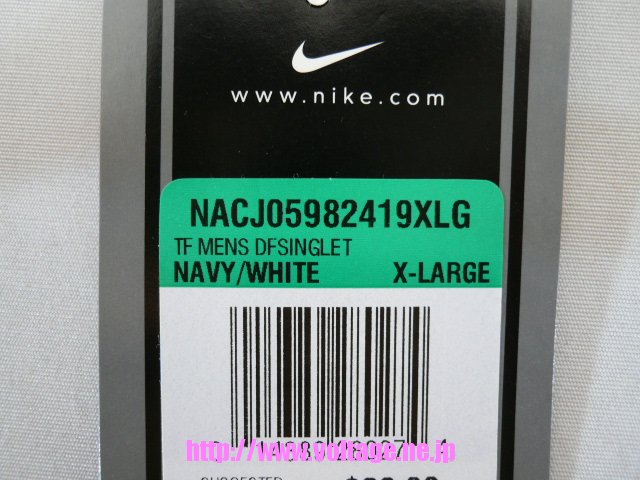 www.nike.com
NACJ05982419XLG
TF MENS DFSINGLET
NAVY/WHITE X-LARGE
http://www.voltage.ne.jp